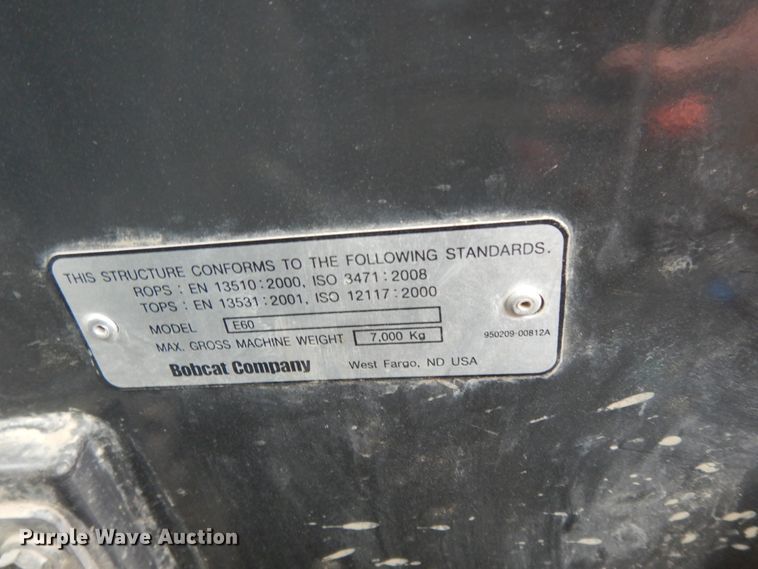 THIS STRUCTURE CONFORMS TO THE FOLLOWING STANDARDS.
ROPS : EN 13510:2000, ISO 3471:2008
TOPS : EN 13531:2001, ISO 12117:2000
MODEL E60
MAX. GROSS MACHINE WEIGHT 7,000 Kg
950209-00812A
Bobcat Company West Fargo, ND USA
Purple Wave Auction